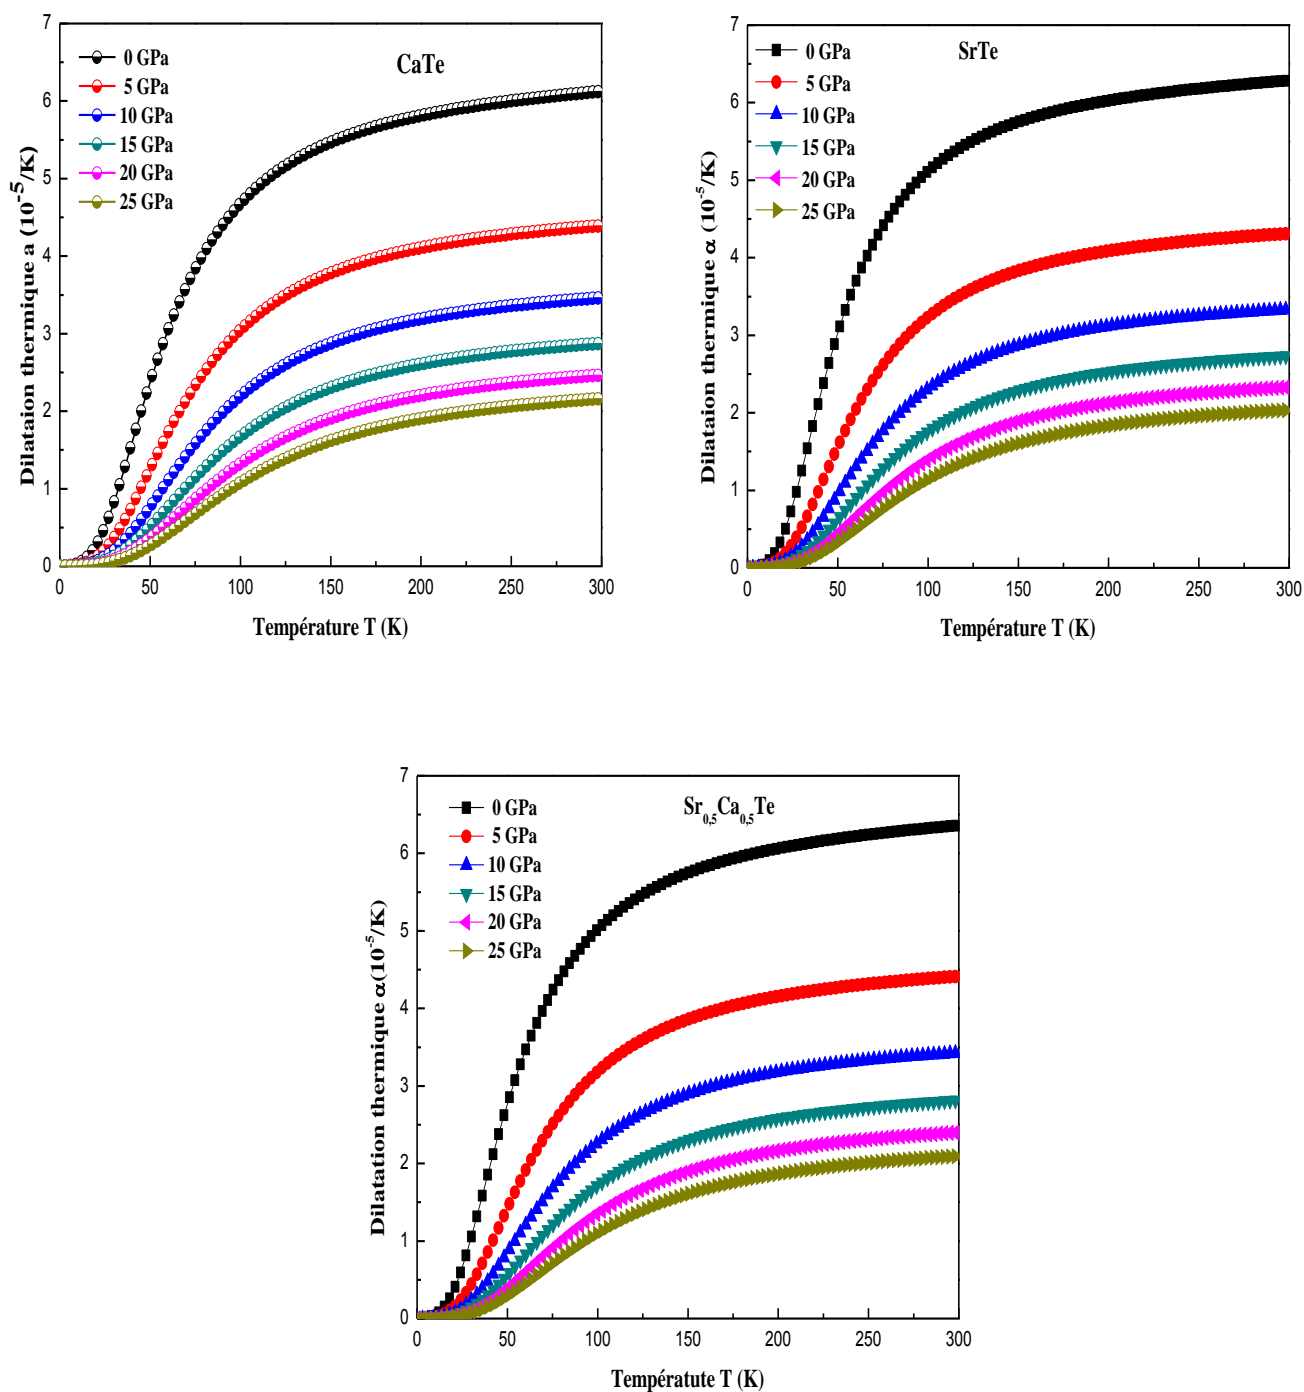 CaTe
0 GPa
5 GPa
10 GPa
15 GPa
20 GPa
25 GPa
Dilataion thermique a (10⁻⁵/K)
7
6
5
4
3
2
1
0
0 50 100 150 200 250 300
Température T (K)
SrTe
0 GPa
5 GPa
10 GPa
15 GPa
20 GPa
25 GPa
Dilataion thermique α (10⁻⁵/K)
7
6
5
4
3
2
1
0
0 50 100 150 200 250 300
Température T (K)
Sr₀,₅Ca₀,₅Te
0 GPa
5 GPa
10 GPa
15 GPa
20 GPa
25 GPa
Dilatation thermique α(10⁻⁵/K)
7
6
5
4
3
2
1
0
0 50 100 150 200 250 300
Températute T (K)